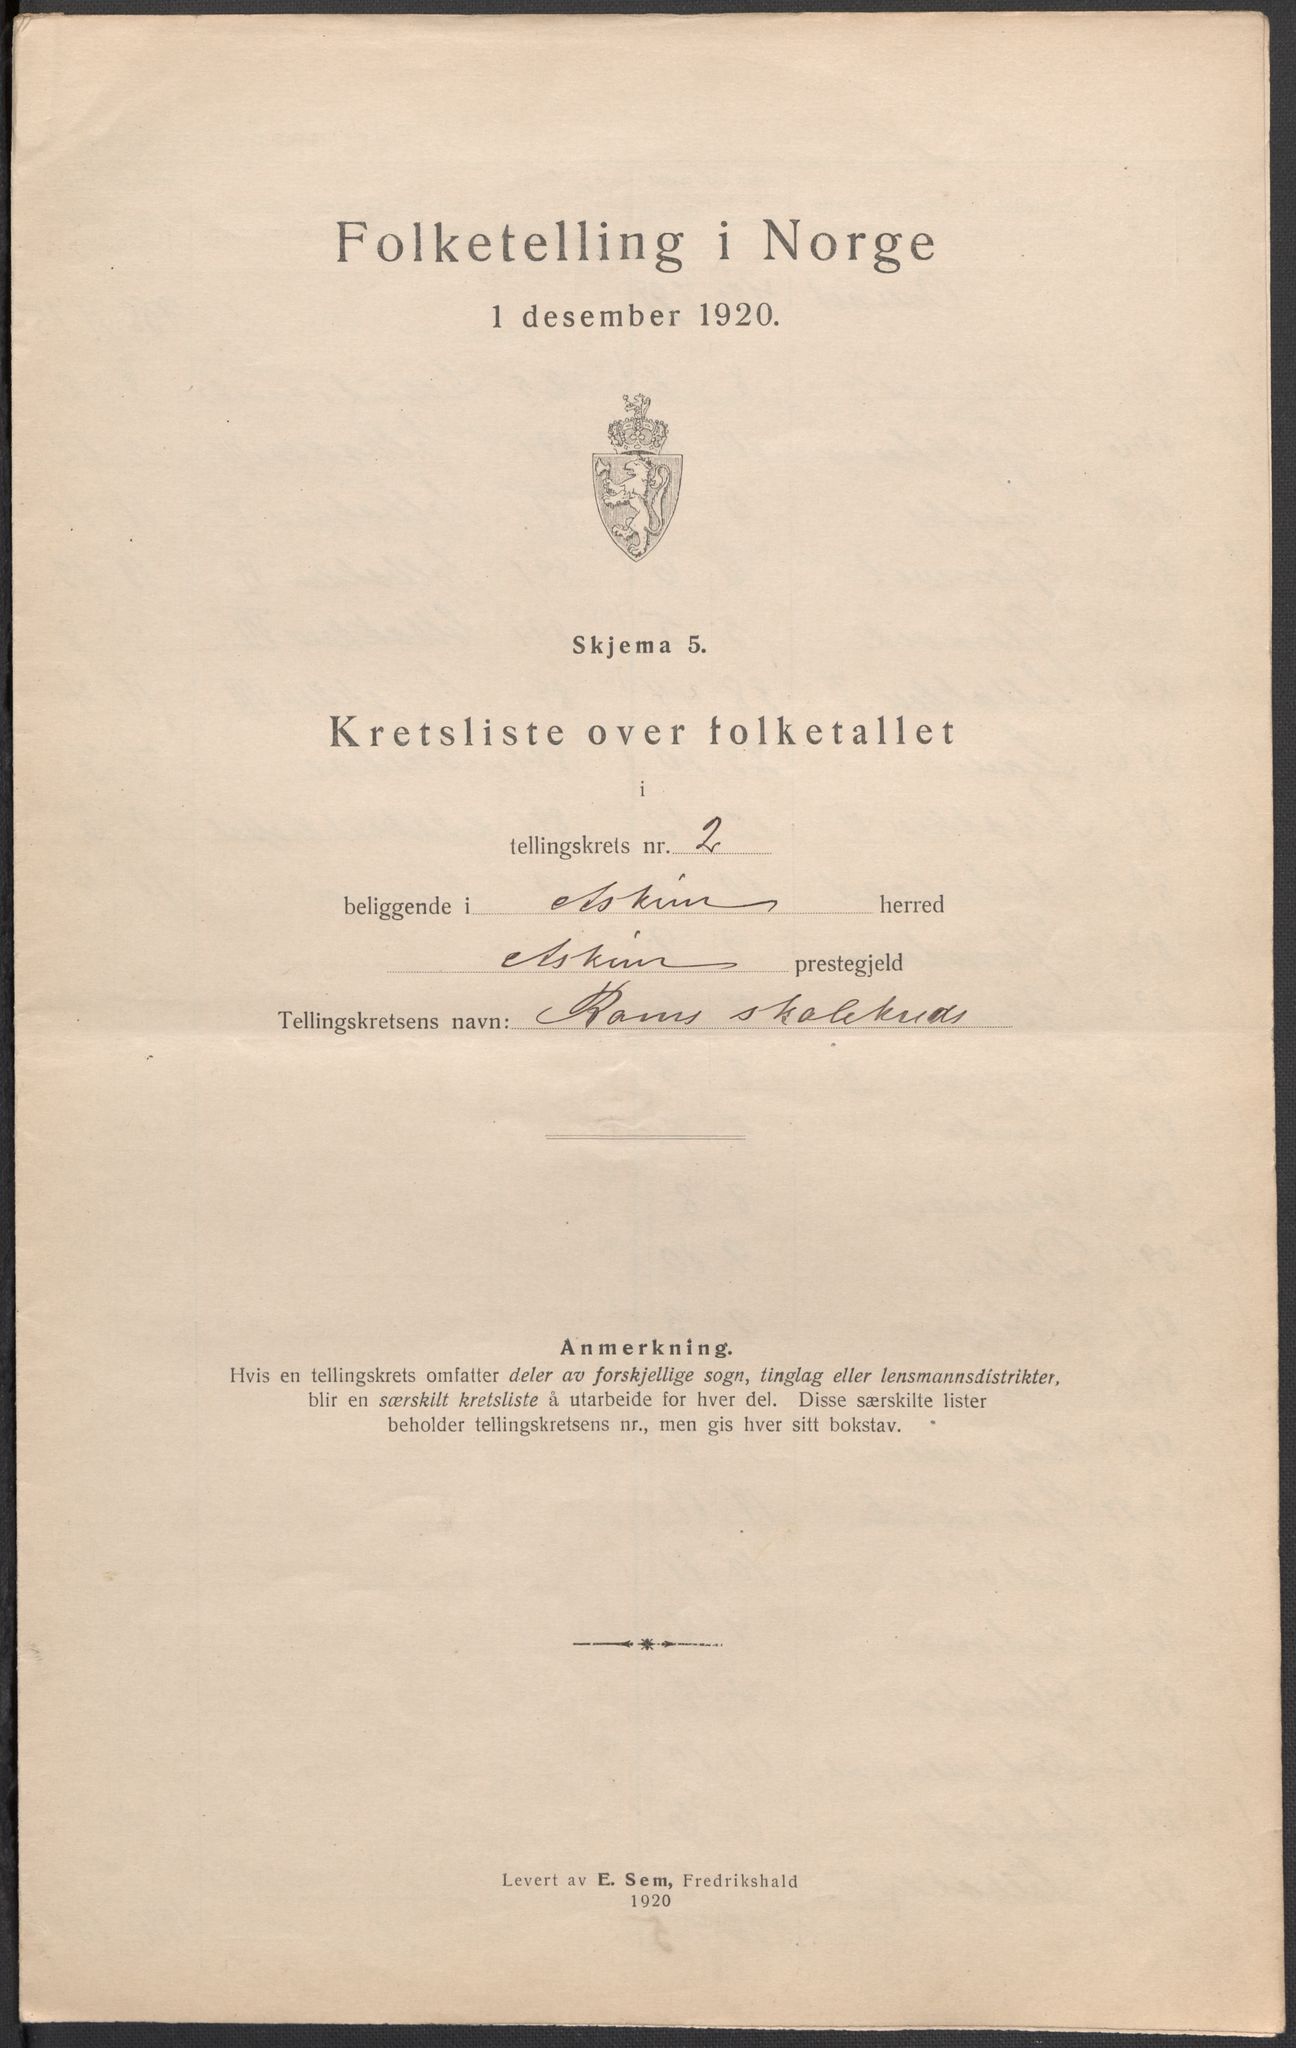 Folketelling i Norge
1 desember 1920.
Skjema 5.
Kretsliste over folketallet
i
tellingskrets nr. 2
beliggende i Askim herred
Askim prestegjeld
Tellingskretsens navn: Roms skolekreds
Anmerkning.
Hvis en tellingskrets omfatter deler av forskjellige sogn, tinglag eller lensmannsdistrikter,
blir en særskilt kretsliste å utarbeide for hver del. Disse særskilte lister
beholder tellingskretsens nr., men gis hver sitt bokstav.
Levert av E. Sem, Fredrikshald
1920